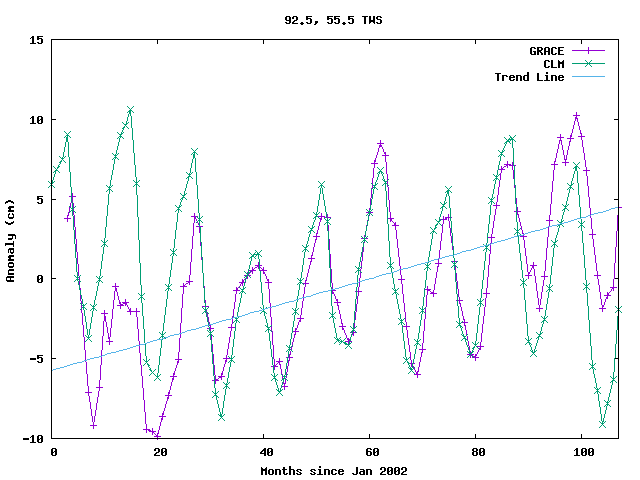 92.5, 55.5 TWS
GRACE
CLM
Trend Line
Anomaly (cm)
15
10
5
0
-5
-10
0 20 40 60 80 100
Months since Jan 2002